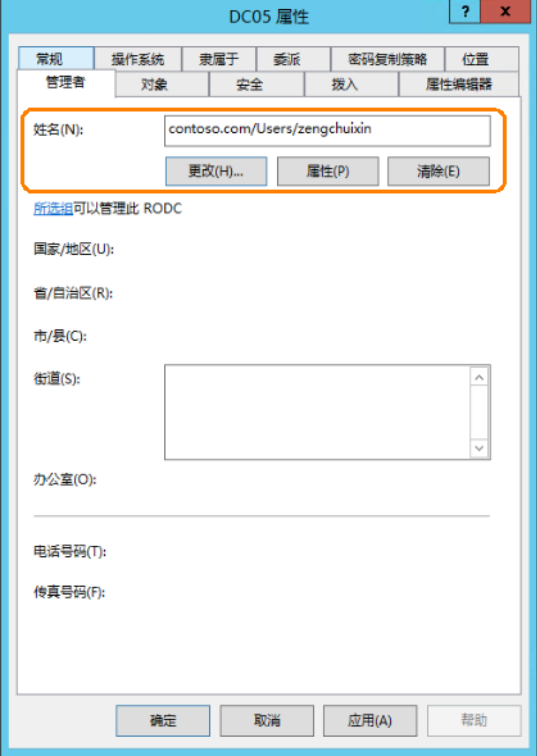 DC05 属性
? x
常规 操作系统 隶属于 委派 密码复制策略 位置
管理者 对象 安全 拨入 属性编辑器
姓名(N): contoso.com/Users/zengchuixin
更改(H)... 属性(P) 清除(E)
所选组可以管理此 RODC
国家/地区(U):
省/自治区(R):
市/县(C):
街道(S):
办公室(O):
电话号码(T):
传真号码(F):
确定 取消 应用(A) 帮助